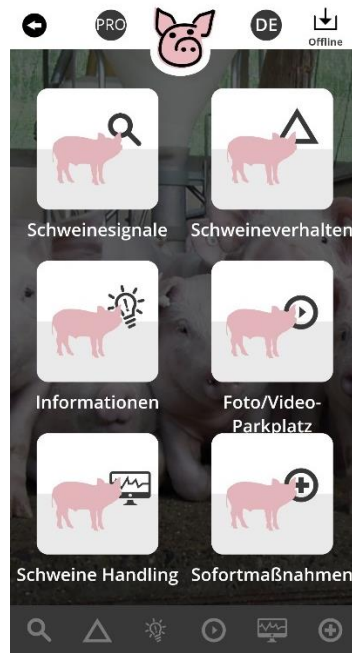 PRO
DE
Offline
Schweinesignale
Schweineverhalten
Informationen
Foto/Video-
Parkplatz
Schweine Handling
Sofortmaßnahmen